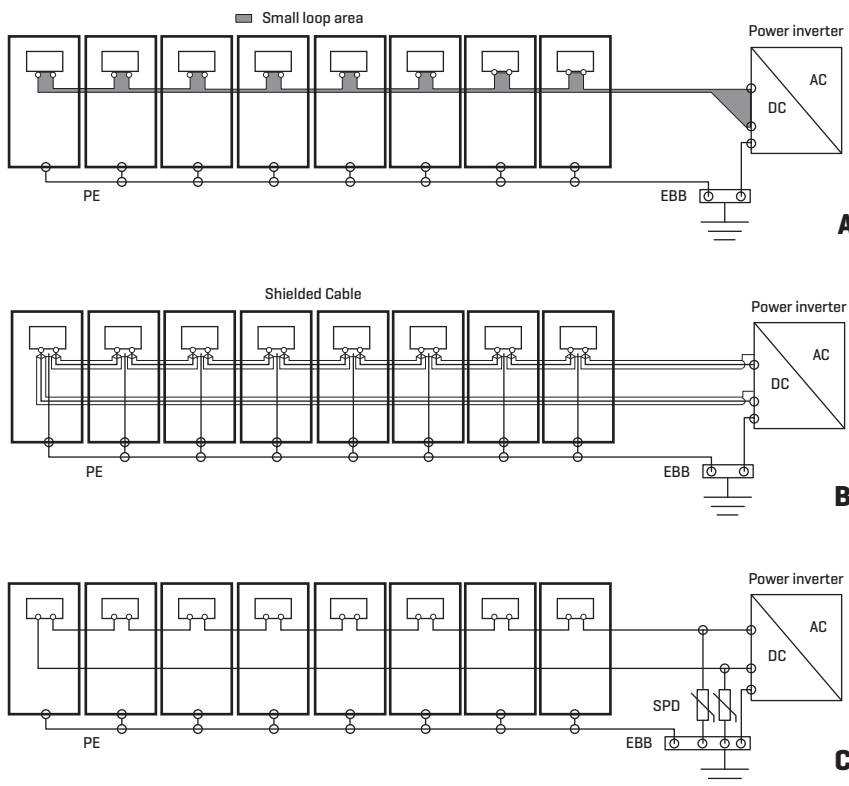 Small loop area
Power inverter
AC
DC
PE
EBB
A
Shielded Cable
Power inverter
AC
DC
PE
EBB
B
Power inverter
AC
DC
SPD
PE
EBB
C